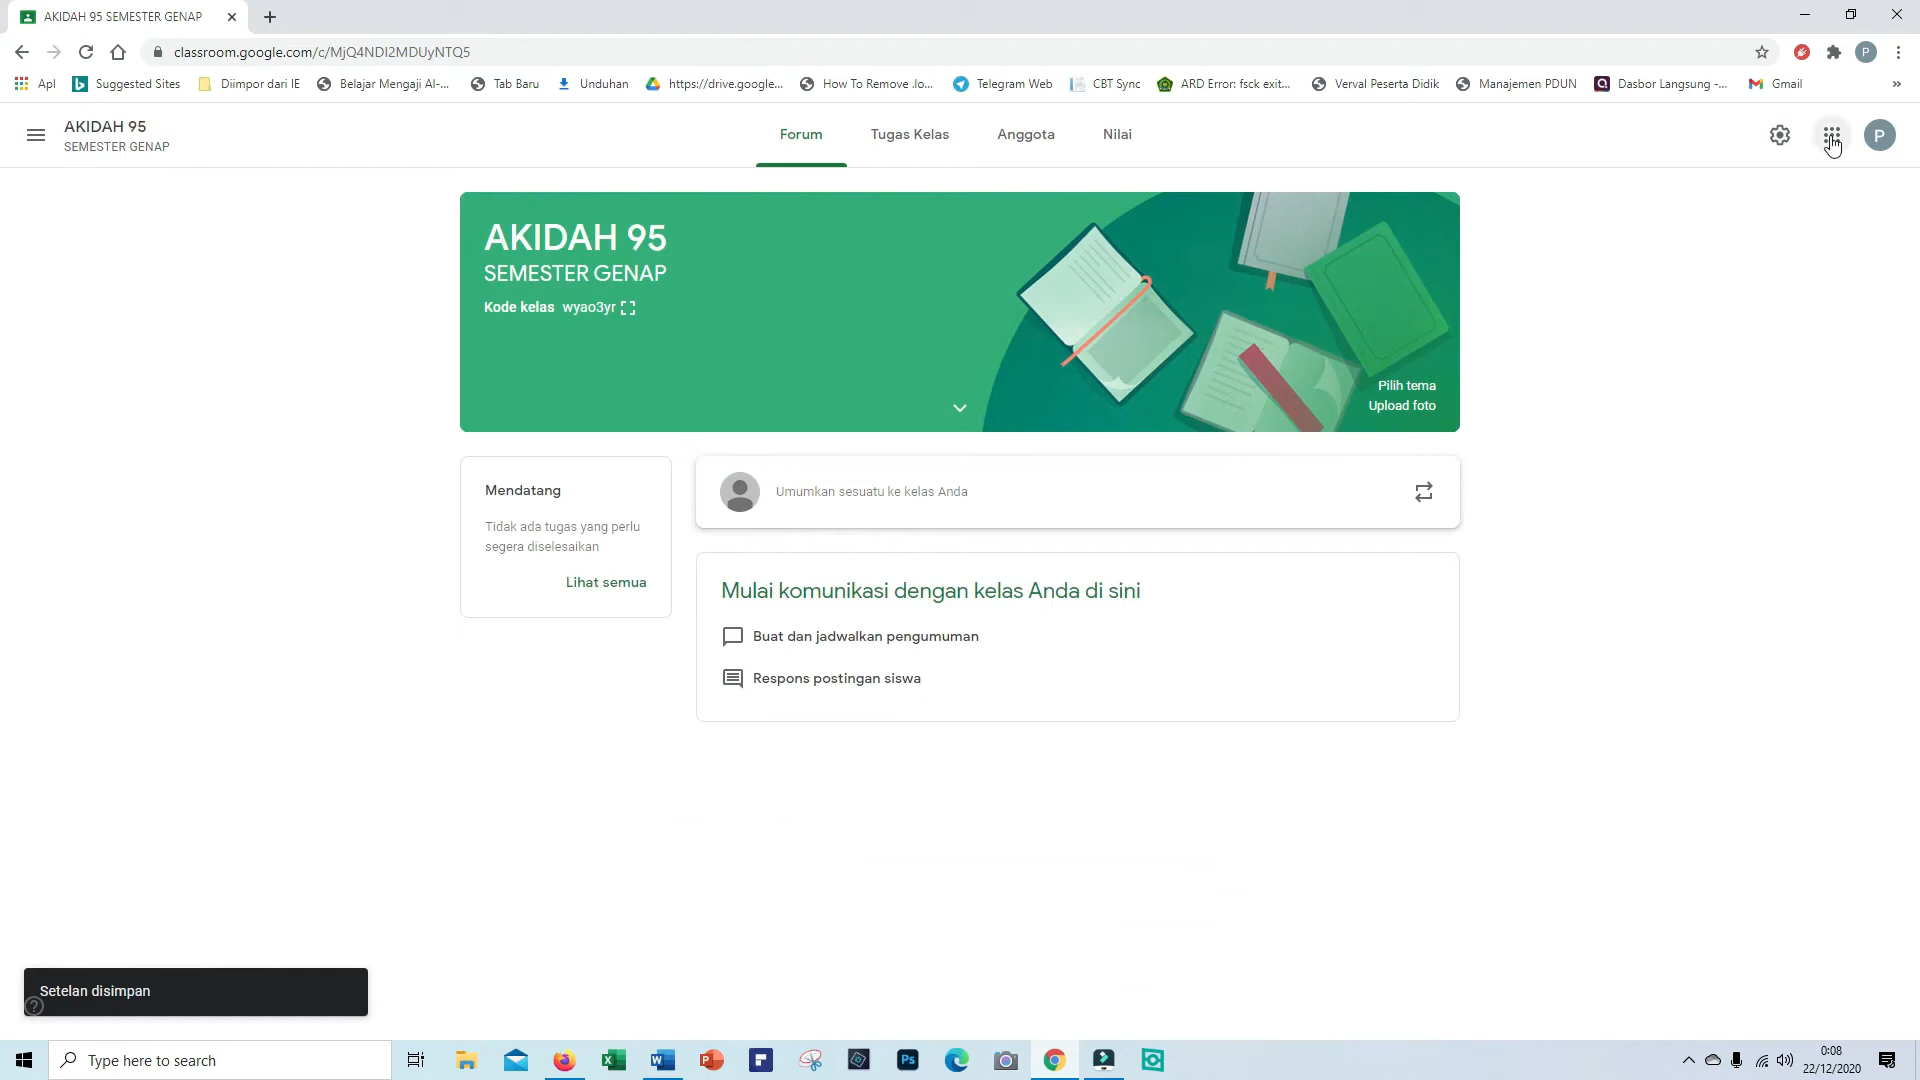 AKIDAH 95 SEMESTER GENAP
classroom.google.com/c/MjQ4NDI2MDUyNTQ5
P
Apl
Suggested Sites
Diimpor dari IE
Belajar Mengaji Al-...
Tab Baru
Unduhan
https://drive.google...
How To Remove .lo...
Telegram Web
CBT Sync
ARD Error: fsck exit...
Verval Peserta Didik
Manajemen PDUN
Dasbor Langsung -...
Gmail
»
AKIDAH 95
SEMESTER GENAP
Forum
Tugas Kelas
Anggota
Nilai
P
AKIDAH 95
SEMESTER GENAP
Kode kelas wyao3yr
Pilih tema
Upload foto
Mendatang
Tidak ada tugas yang perlu
segera diselesaikan
Lihat semua
Umumkan sesuatu ke kelas Anda
Mulai komunikasi dengan kelas Anda di sini
Buat dan jadwalkan pengumuman
Respons postingan siswa
Setelan disimpan
Type here to search
Ps
0:08
22/12/2020